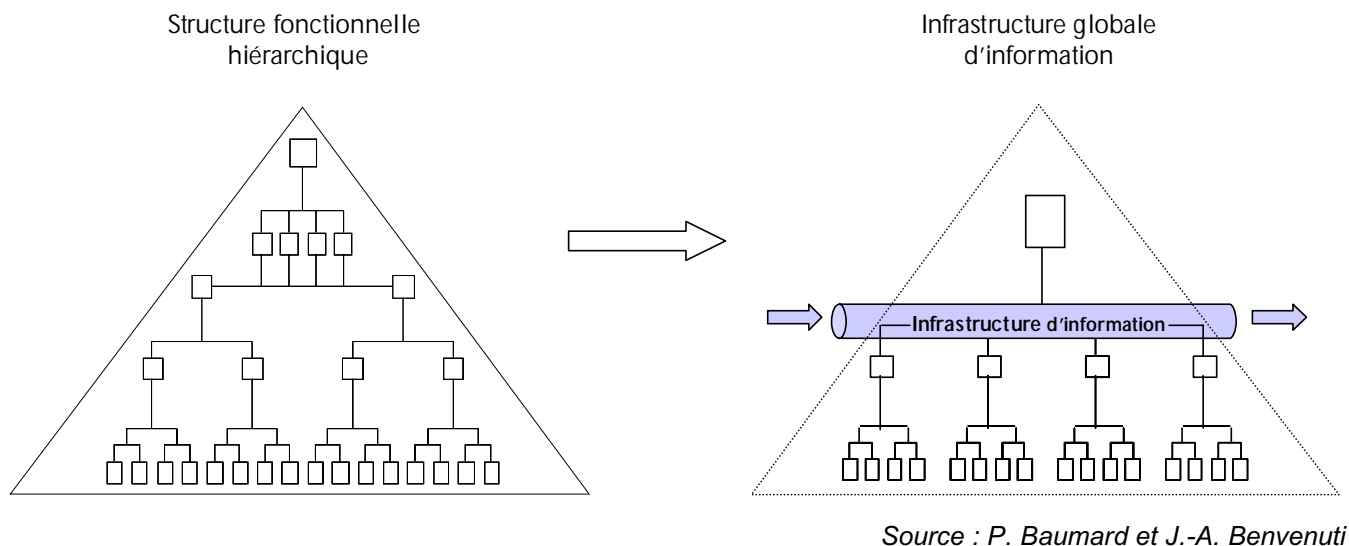 Structure fonctionnelle
hiérarchique
Infrastructure globale
d'information
Infrastructure d'information
Source : P. Baumard et J.-A. Benvenuti